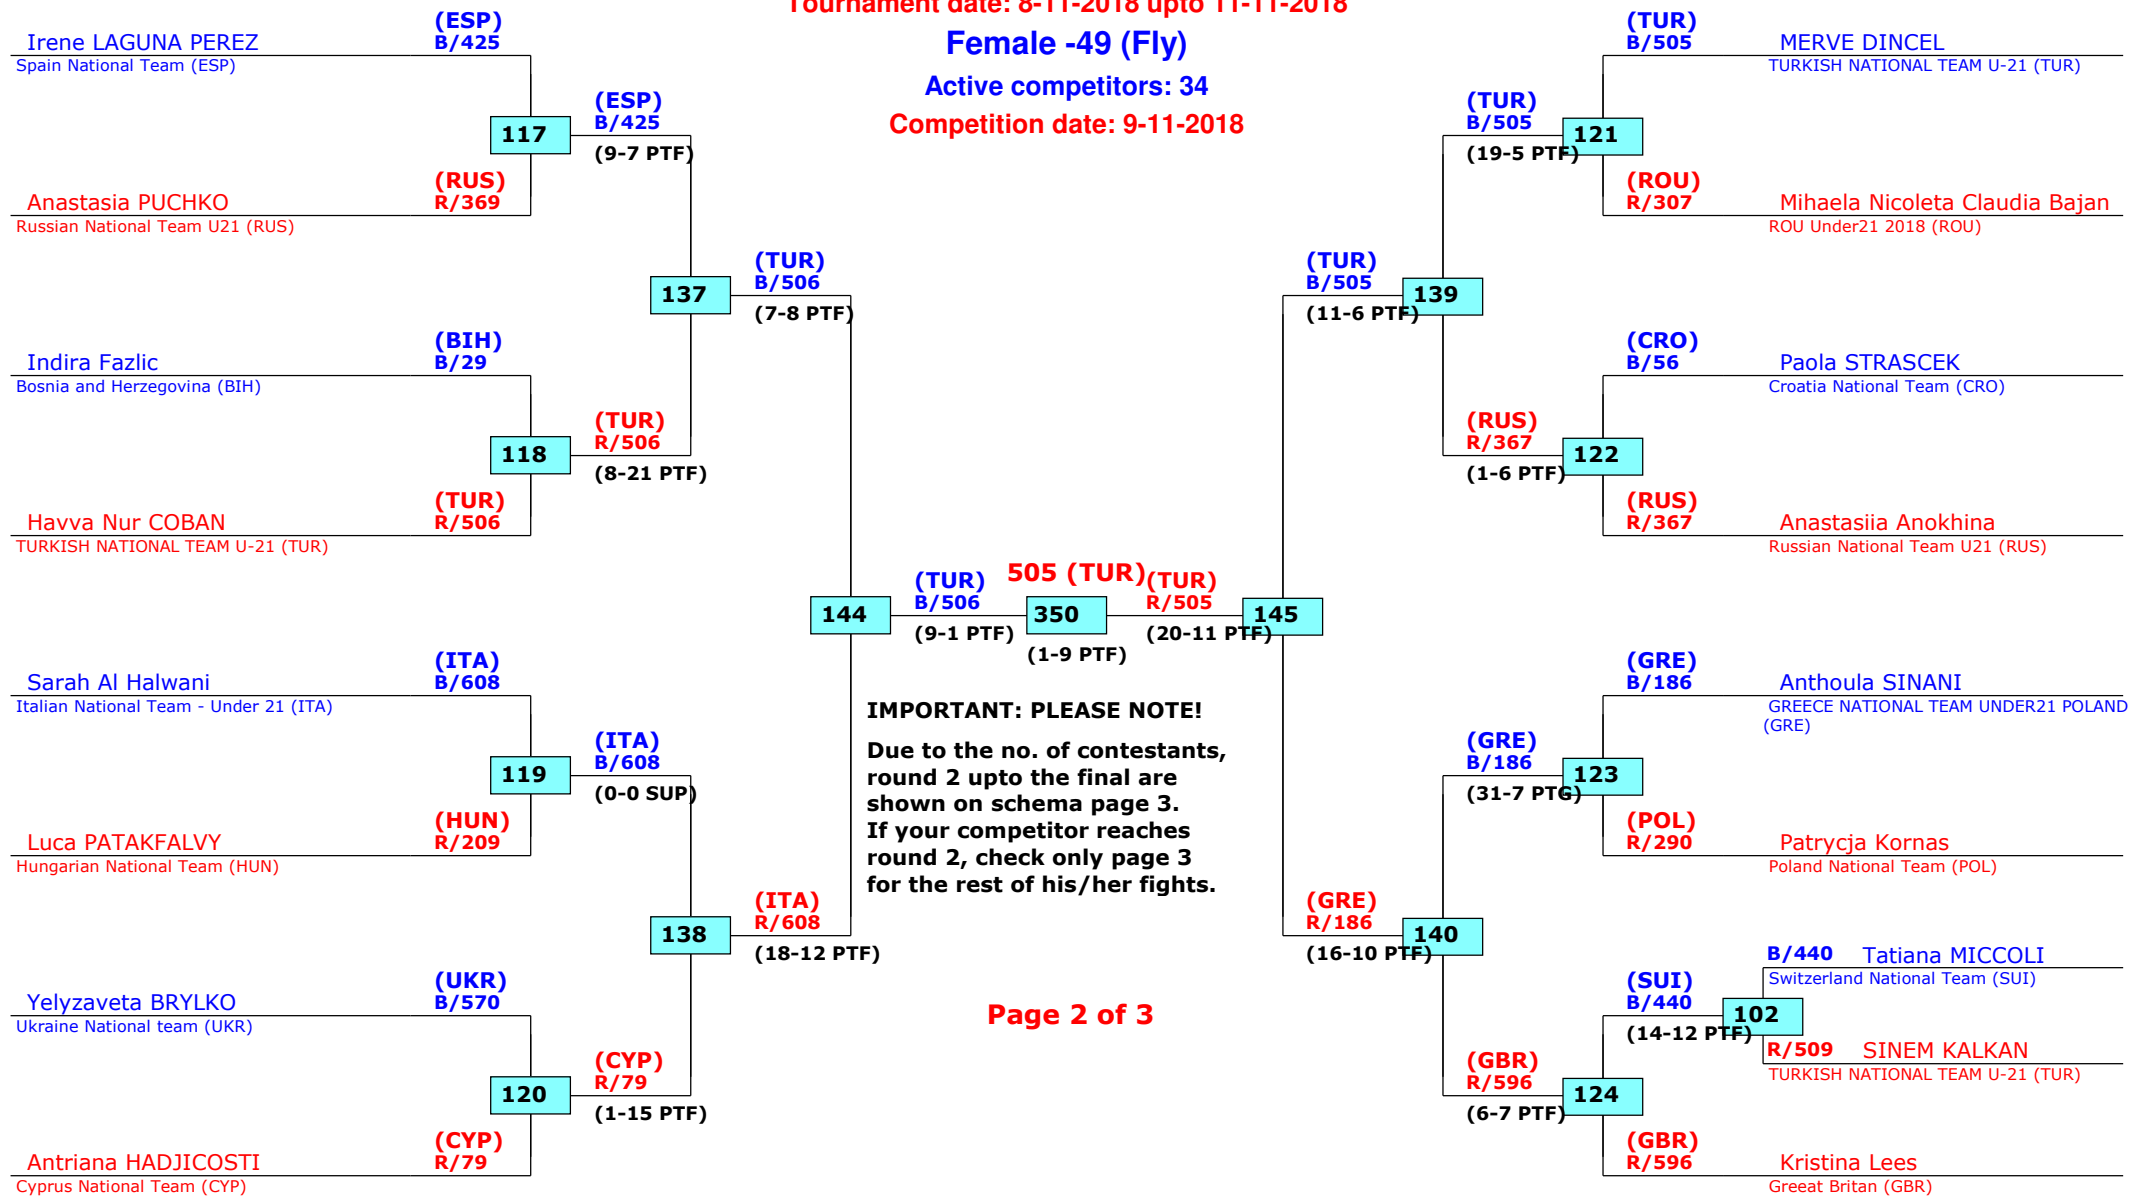 Tournament date: 8-11-2018 upto 11-11-2018
Female -49 (Fly)
Active competitors: 34
Competition date: 9-11-2018
(ESP)
Irene LAGUNA PEREZ B/425
Spain National Team (ESP)
(ESP)
B/425
117
(9-7 PTF)
(RUS)
Anastasia PUCHKO R/369
Russian National Team U21 (RUS)
(TUR)
B/506
137
(7-8 PTF)
(BIH)
Indira Fazlic B/29
Bosnia and Herzegovina (BIH)
(TUR)
R/506
118
(8-21 PTF)
(TUR)
Havva Nur COBAN R/506
TURKISH NATIONAL TEAM U-21 (TUR)
144
(TUR)
B/506
(9-1 PTF)
505 (TUR)
350
(1-9 PTF)
(TUR)
R/505
145
(20-11 PTF)
(ITA)
Sarah Al Halwani B/608
Italian National Team - Under 21 (ITA)
(ITA)
B/608
119
(0-0 SUP)
(HUN)
Luca PATAKFALVY R/209
Hungarian National Team (HUN)
(ITA)
R/608
138
(18-12 PTF)
(UKR)
Yelyzaveta BRYLKO B/570
Ukraine National team (UKR)
(CYP)
R/79
120
(1-15 PTF)
(CYP)
Antriana HADJICOSTI R/79
Cyprus National Team (CYP)
IMPORTANT: PLEASE NOTE!
Due to the no. of contestants,
round 2 upto the final are
shown on schema page 3.
If your competitor reaches
round 2, check only page 3
for the rest of his/her fights.
Page 2 of 3
(TUR)
B/505 MERVE DINCEL
TURKISH NATIONAL TEAM U-21 (TUR)
(TUR)
B/505
121
(19-5 PTF)
(ROU)
R/307 Mihaela Nicoleta Claudia Bajan
ROU Under21 2018 (ROU)
(TUR)
B/505
139
(11-6 PTF)
(CRO)
B/56 Paola STRASCEK
Croatia National Team (CRO)
(RUS)
R/367
122
(1-6 PTF)
(RUS)
R/367 Anastasiia Anokhina
Russian National Team U21 (RUS)
(GRE)
B/186 Anthoula SINANI
GREECE NATIONAL TEAM UNDER21 POLAND
(GRE)
(GRE)
B/186
123
(31-7 PTG)
(POL)
R/290 Patrycja Kornas
Poland National Team (POL)
(GRE)
R/186
140
(16-10 PTF)
B/440 Tatiana MICCOLI
Switzerland National Team (SUI)
(SUI)
B/440
102
(14-12 PTF)
R/509 SINEM KALKAN
TURKISH NATIONAL TEAM U-21 (TUR)
(GBR)
R/596
124
(6-7 PTF)
(GBR)
R/596 Kristina Lees
Greeat Britan (GBR)